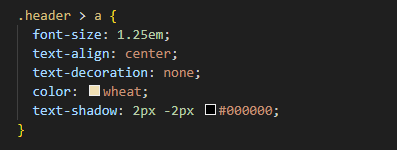 .header > a {
  font-size: 1.25em;
  text-align: center;
  text-decoration: none;
  color: wheat;
  text-shadow: 2px -2px #000000;
}